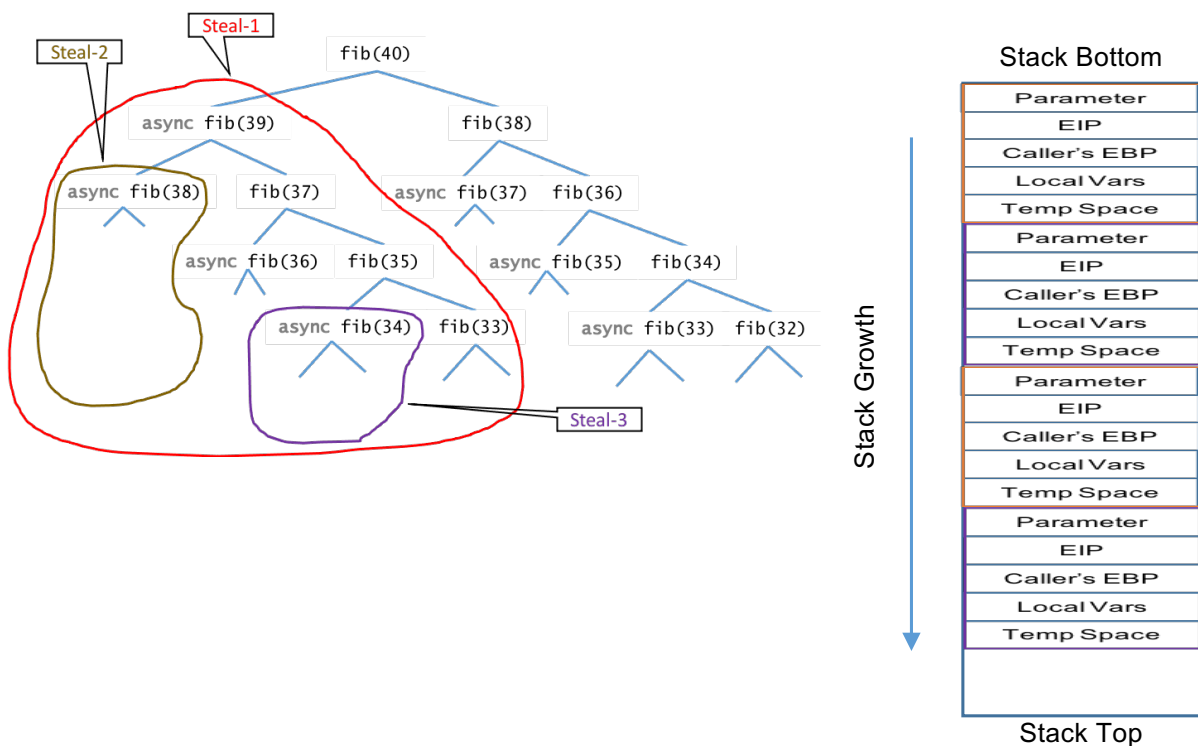 Steal-1
Steal-2
fib(40)
async fib(39)
fib(38)
async fib(38)
fib(37)
async fib(37)
fib(36)
async fib(36)
fib(35)
async fib(35)
fib(34)
async fib(34)
fib(33)
async fib(33)
fib(32)
Steal-3
Stack Growth
Stack Bottom
Parameter
EIP
Caller's EBP
Local Vars
Temp Space
Parameter
EIP
Caller's EBP
Local Vars
Temp Space
Parameter
EIP
Caller's EBP
Local Vars
Temp Space
Parameter
EIP
Caller's EBP
Local Vars
Temp Space
Stack Top